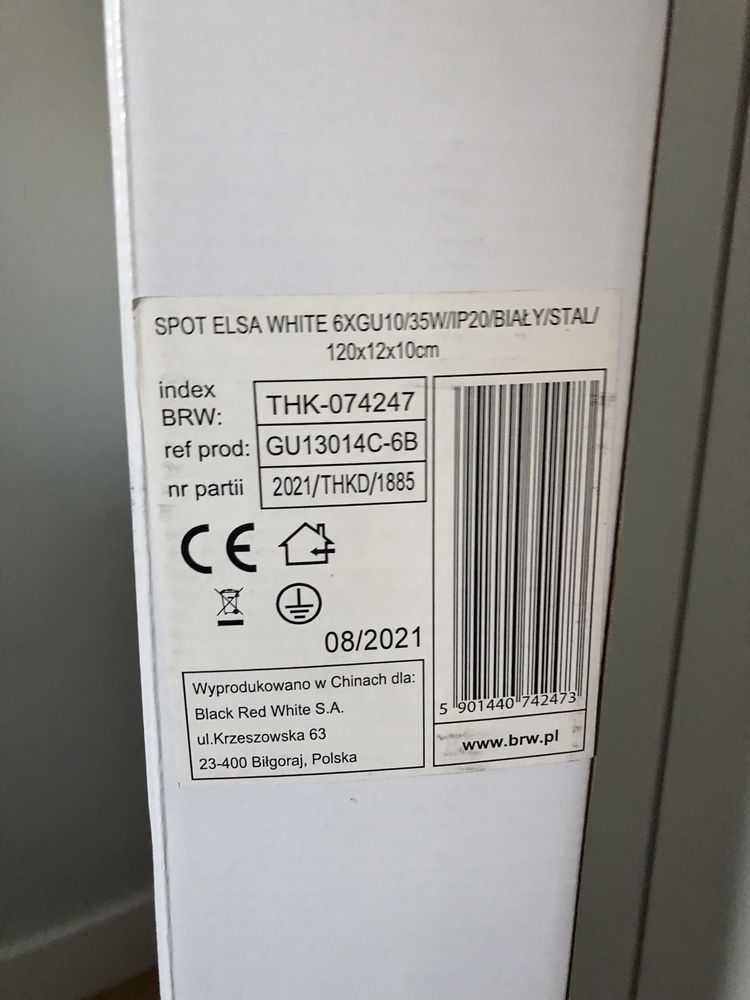 SPOT ELSA WHITE 6XGU10/35W/IP20/BIAŁY/STAL/
120x12x10cm
index
BRW:
THK-074247
ref prod:
GU13014C-6B
nr partii
2021/THKD/1885
CE
08/2021
Wyprodukowano w Chinach dla:
Black Red White S.A.
ul.Krzeszowska 63
23-400 Biłgoraj, Polska
5 901440 742473
www.brw.pl